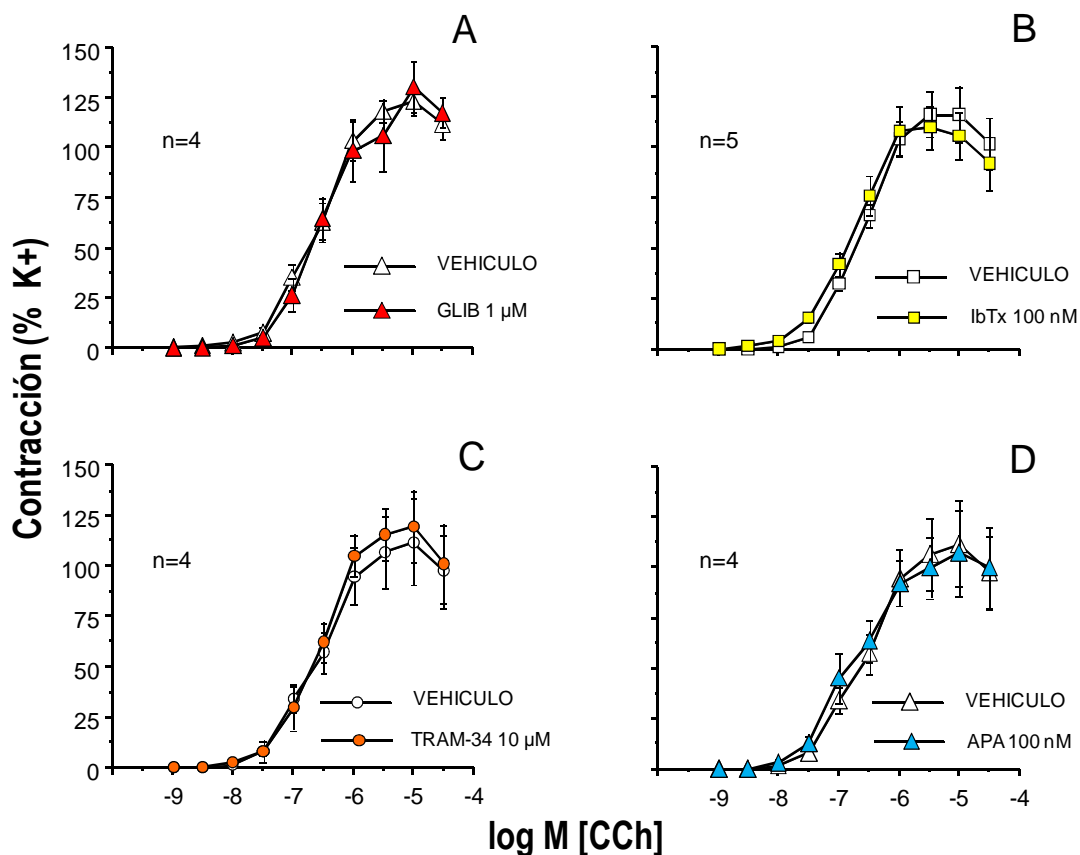 Contracción (% K+)
A
150
125
100
75
50
25
0
n=4
VEHICULO
GLIB 1 µM
B
n=5
VEHICULO
IbTx 100 nM
C
150
125
100
75
50
25
0
n=4
VEHICULO
TRAM-34 10 µM
-9 -8 -7 -6 -5 -4
D
n=4
VEHICULO
APA 100 nM
-9 -8 -7 -6 -5 -4
log M [CCh]